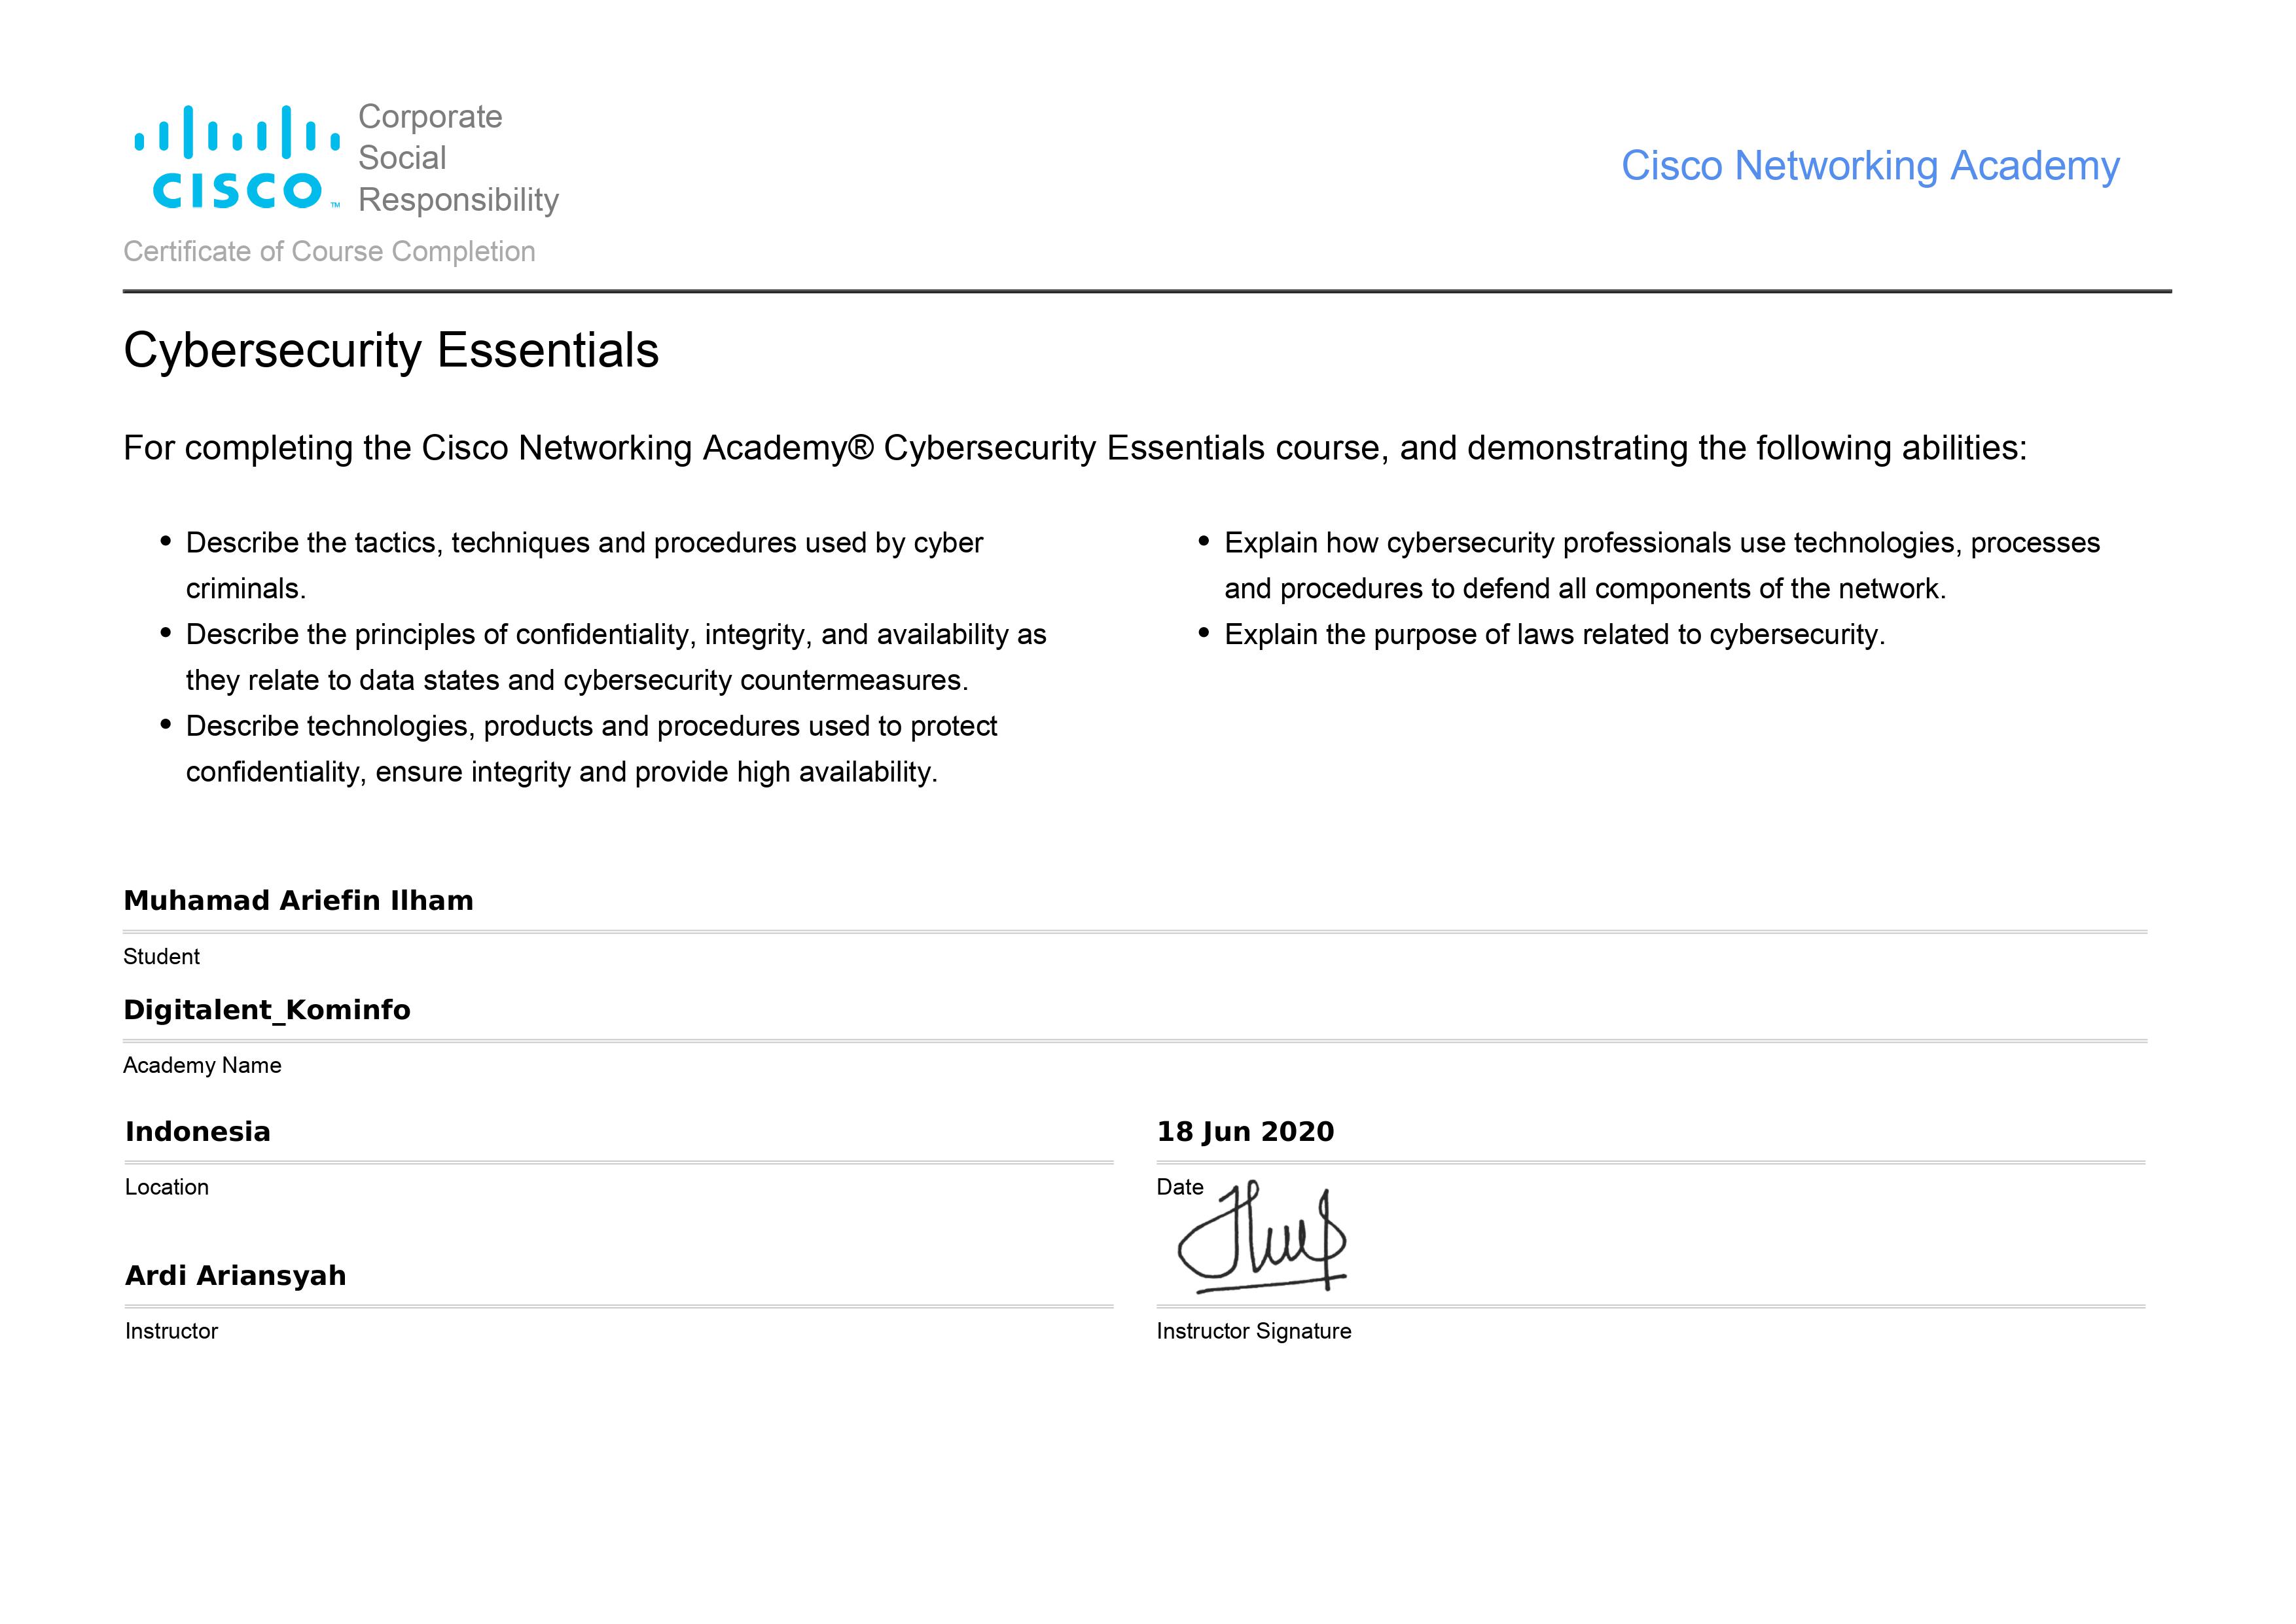 Corporate
Social
Responsibility
CISCO™
Cisco Networking Academy
Certificate of Course Completion
Cybersecurity Essentials
For completing the Cisco Networking Academy® Cybersecurity Essentials course, and demonstrating the following abilities:
• Describe the tactics, techniques and procedures used by cyber
criminals.
• Describe the principles of confidentiality, integrity, and availability as
they relate to data states and cybersecurity countermeasures.
• Describe technologies, products and procedures used to protect
confidentiality, ensure integrity and provide high availability.
• Explain how cybersecurity professionals use technologies, processes
and procedures to defend all components of the network.
• Explain the purpose of laws related to cybersecurity.
Muhamad Ariefin Ilham
Student
Digitalent_Kominfo
Academy Name
Indonesia
Location
18 Jun 2020
Date
Ardi Ariansyah
Instructor
Instructor Signature